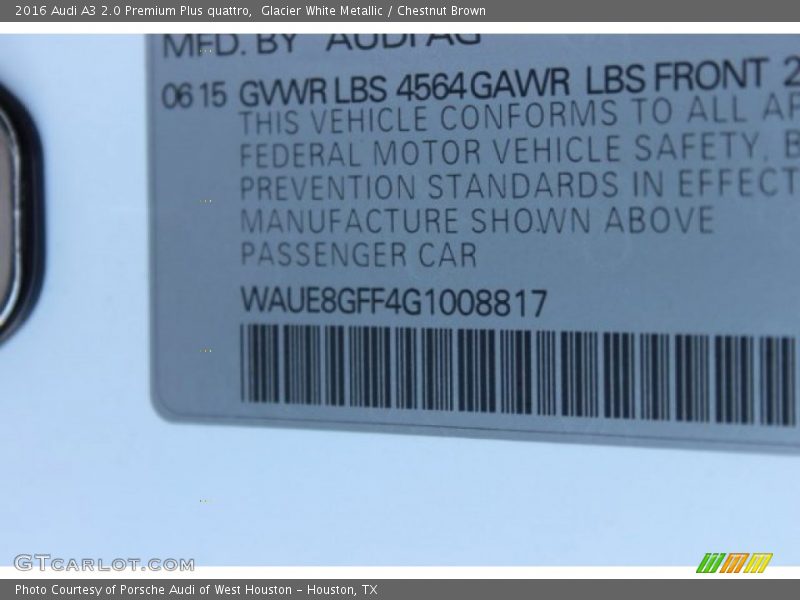 2016 Audi A3 2.0 Premium Plus quattro,  Glacier White Metallic / Chestnut Brown
MFD. BY AUDI AG
06 15 GVWR LBS 4564 GAWR LBS FRONT 2
THIS VEHICLE CONFORMS TO ALL AP
FEDERAL MOTOR VEHICLE SAFETY, B
PREVENTION STANDARDS IN EFFECT
MANUFACTURE SHOWN ABOVE
PASSENGER CAR
WAUE8GFF4G1008817
GTCARLOT.COM
Photo Courtesy of Porsche Audi of West Houston – Houston, TX